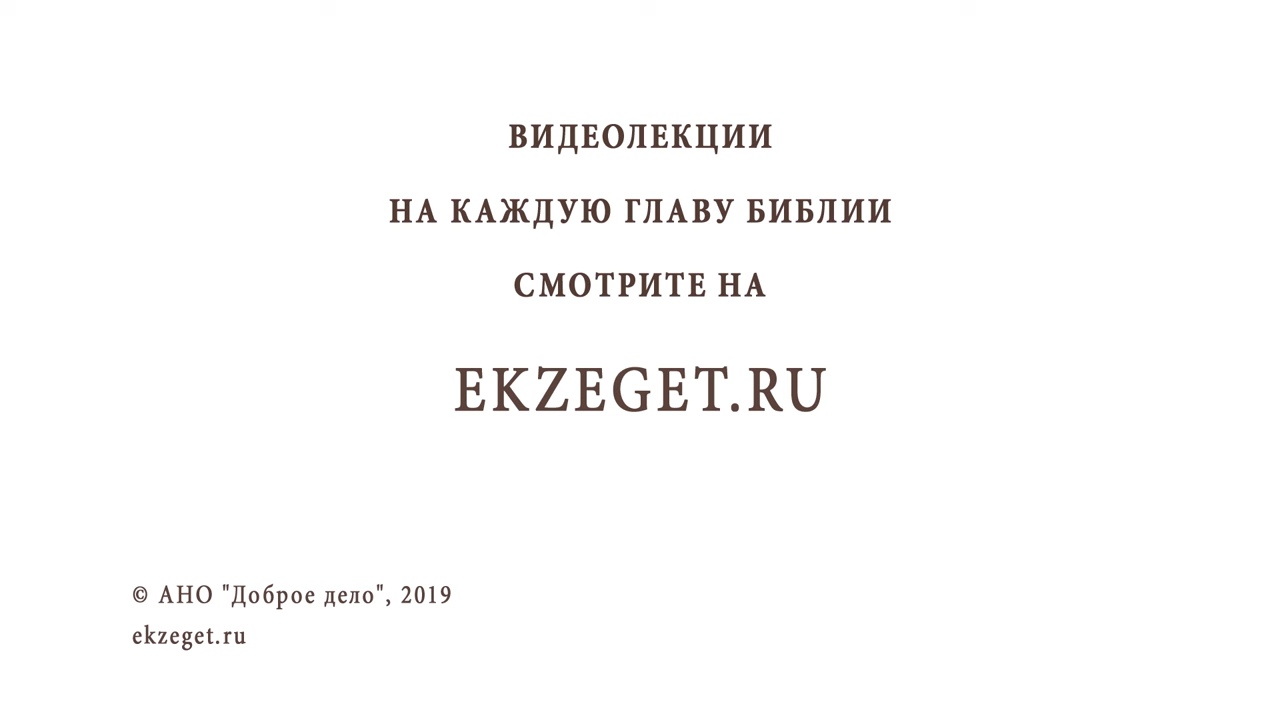 ВИДЕОЛЕКЦИИ
НА КАЖДУЮ ГЛАВУ БИБЛИИ
СМОТРИТЕ НА
EKZEGET.RU
© АНО "Доброе дело", 2019
ekzeget.ru